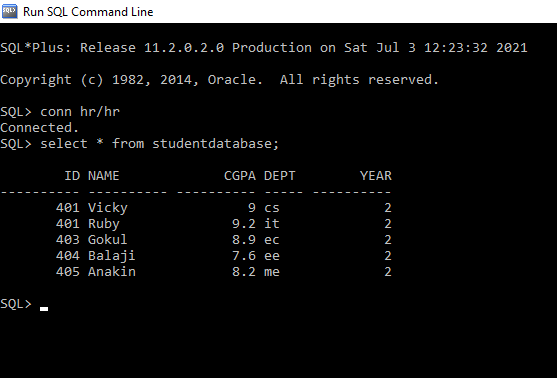 Run SQL Command Line
SQL*Plus: Release 11.2.0.2.0 Production on Sat Jul 3 12:23:32 2021
Copyright (c) 1982, 2014, Oracle.  All rights reserved.
SQL> conn hr/hr
Connected.
SQL> select * from studentdatabase;
        ID NAME             CGPA DEPT        YEAR
---------- ---------- ---------- ----- ----------
       401 Vicky               9 cs             2
       401 Ruby              9.2 it             2
       403 Gokul             8.9 ec             2
       404 Balaji            7.6 ee             2
       405 Anakin            8.2 me             2
SQL>